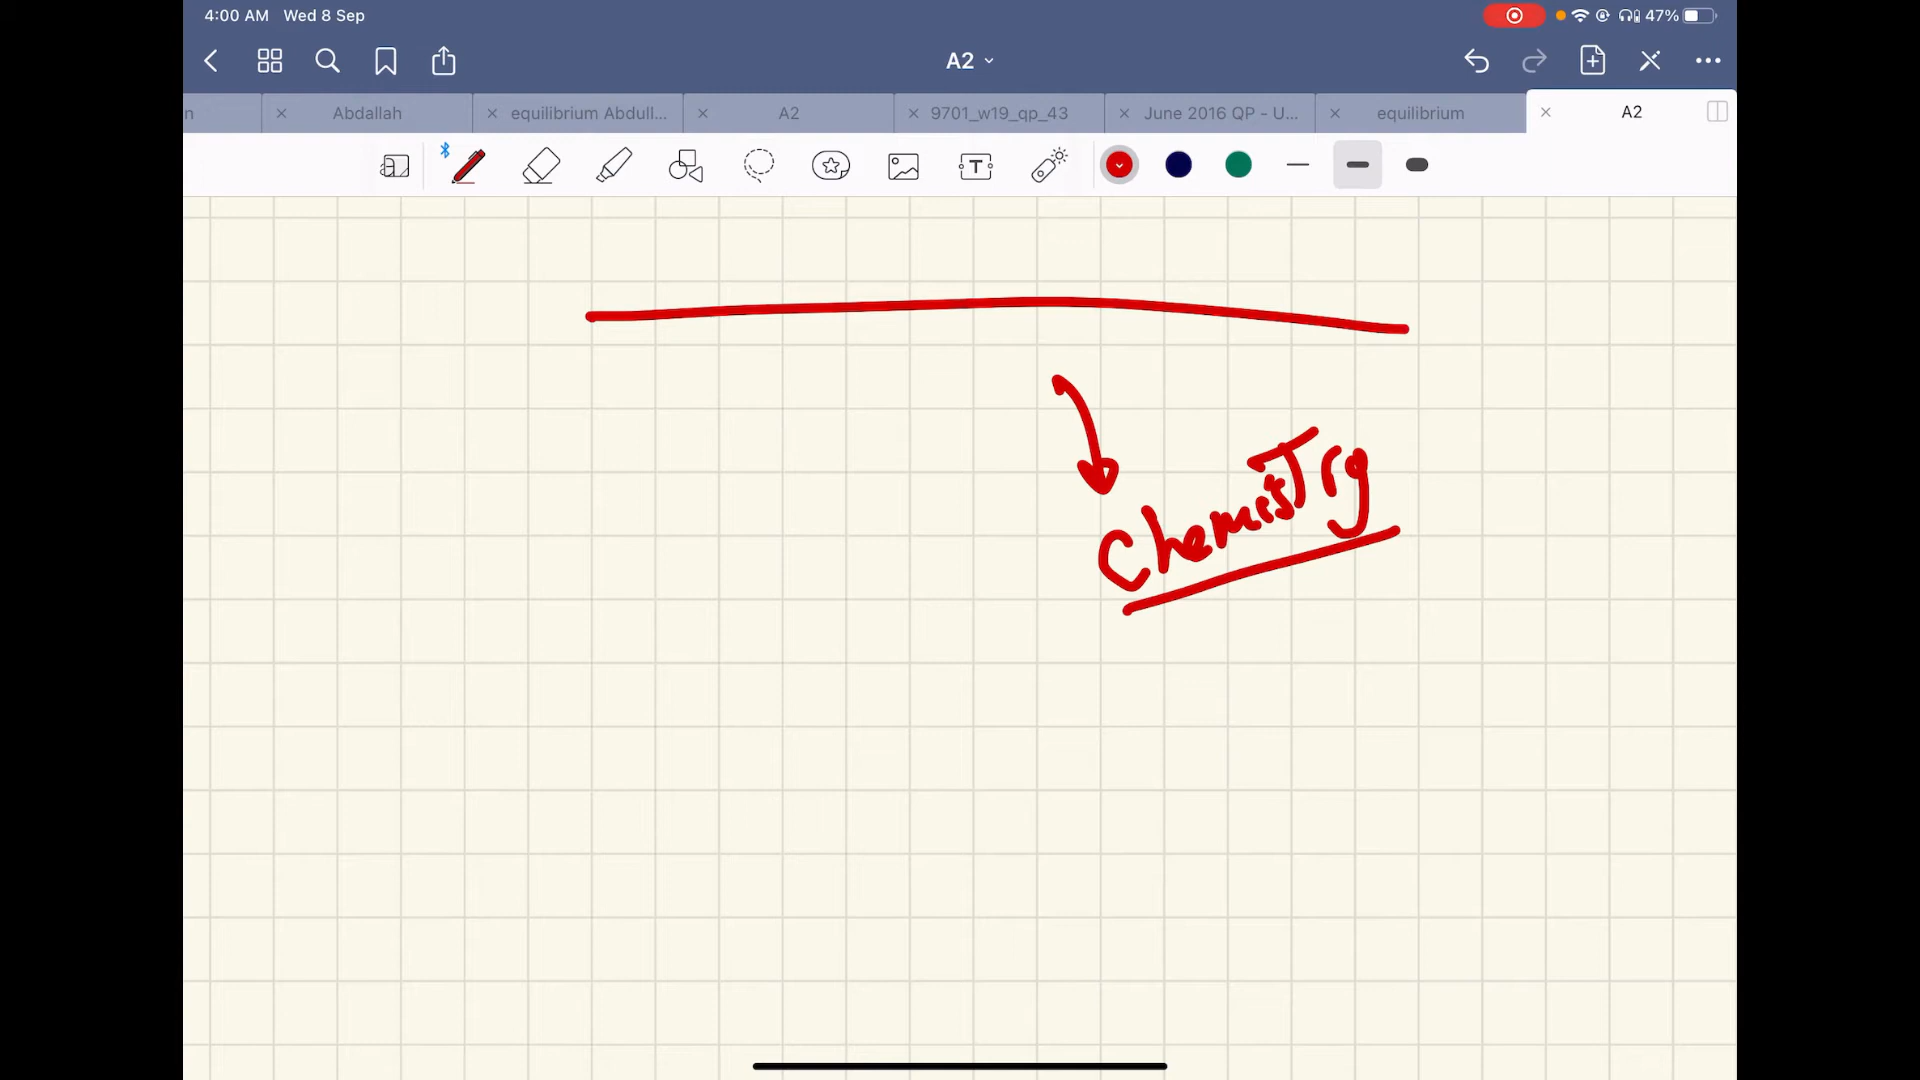 4:00 AM Wed 8 Sep 47%
A2
n Abdallah equilibrium Abdull... A2 9701_w19_qp_43 June 2016 QP - U... equilibrium A2
ChemisTry